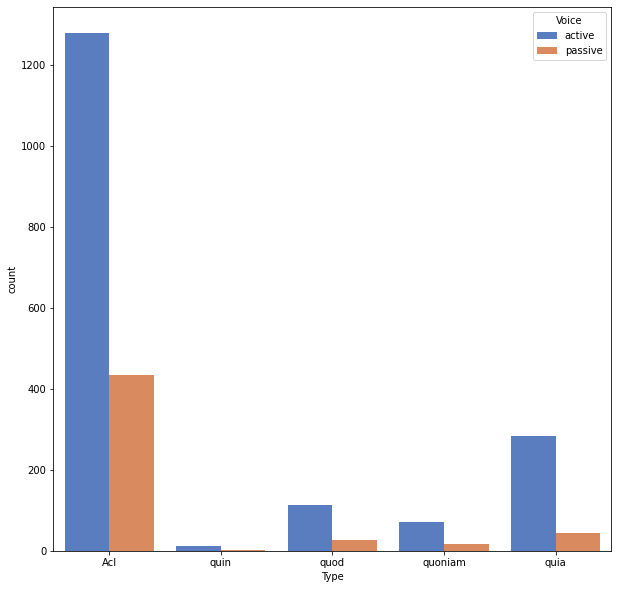 Voice
active
passive
1200
1000
800
600
400
200
0
count
AcI
quin
quod
quoniam
quia
Type